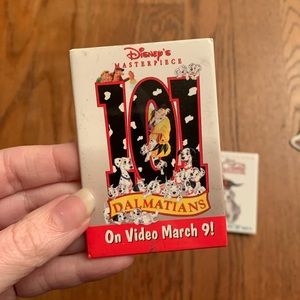 DISNEY'S
MASTERPIECE
101
DALMATIANS
On Video March 9!